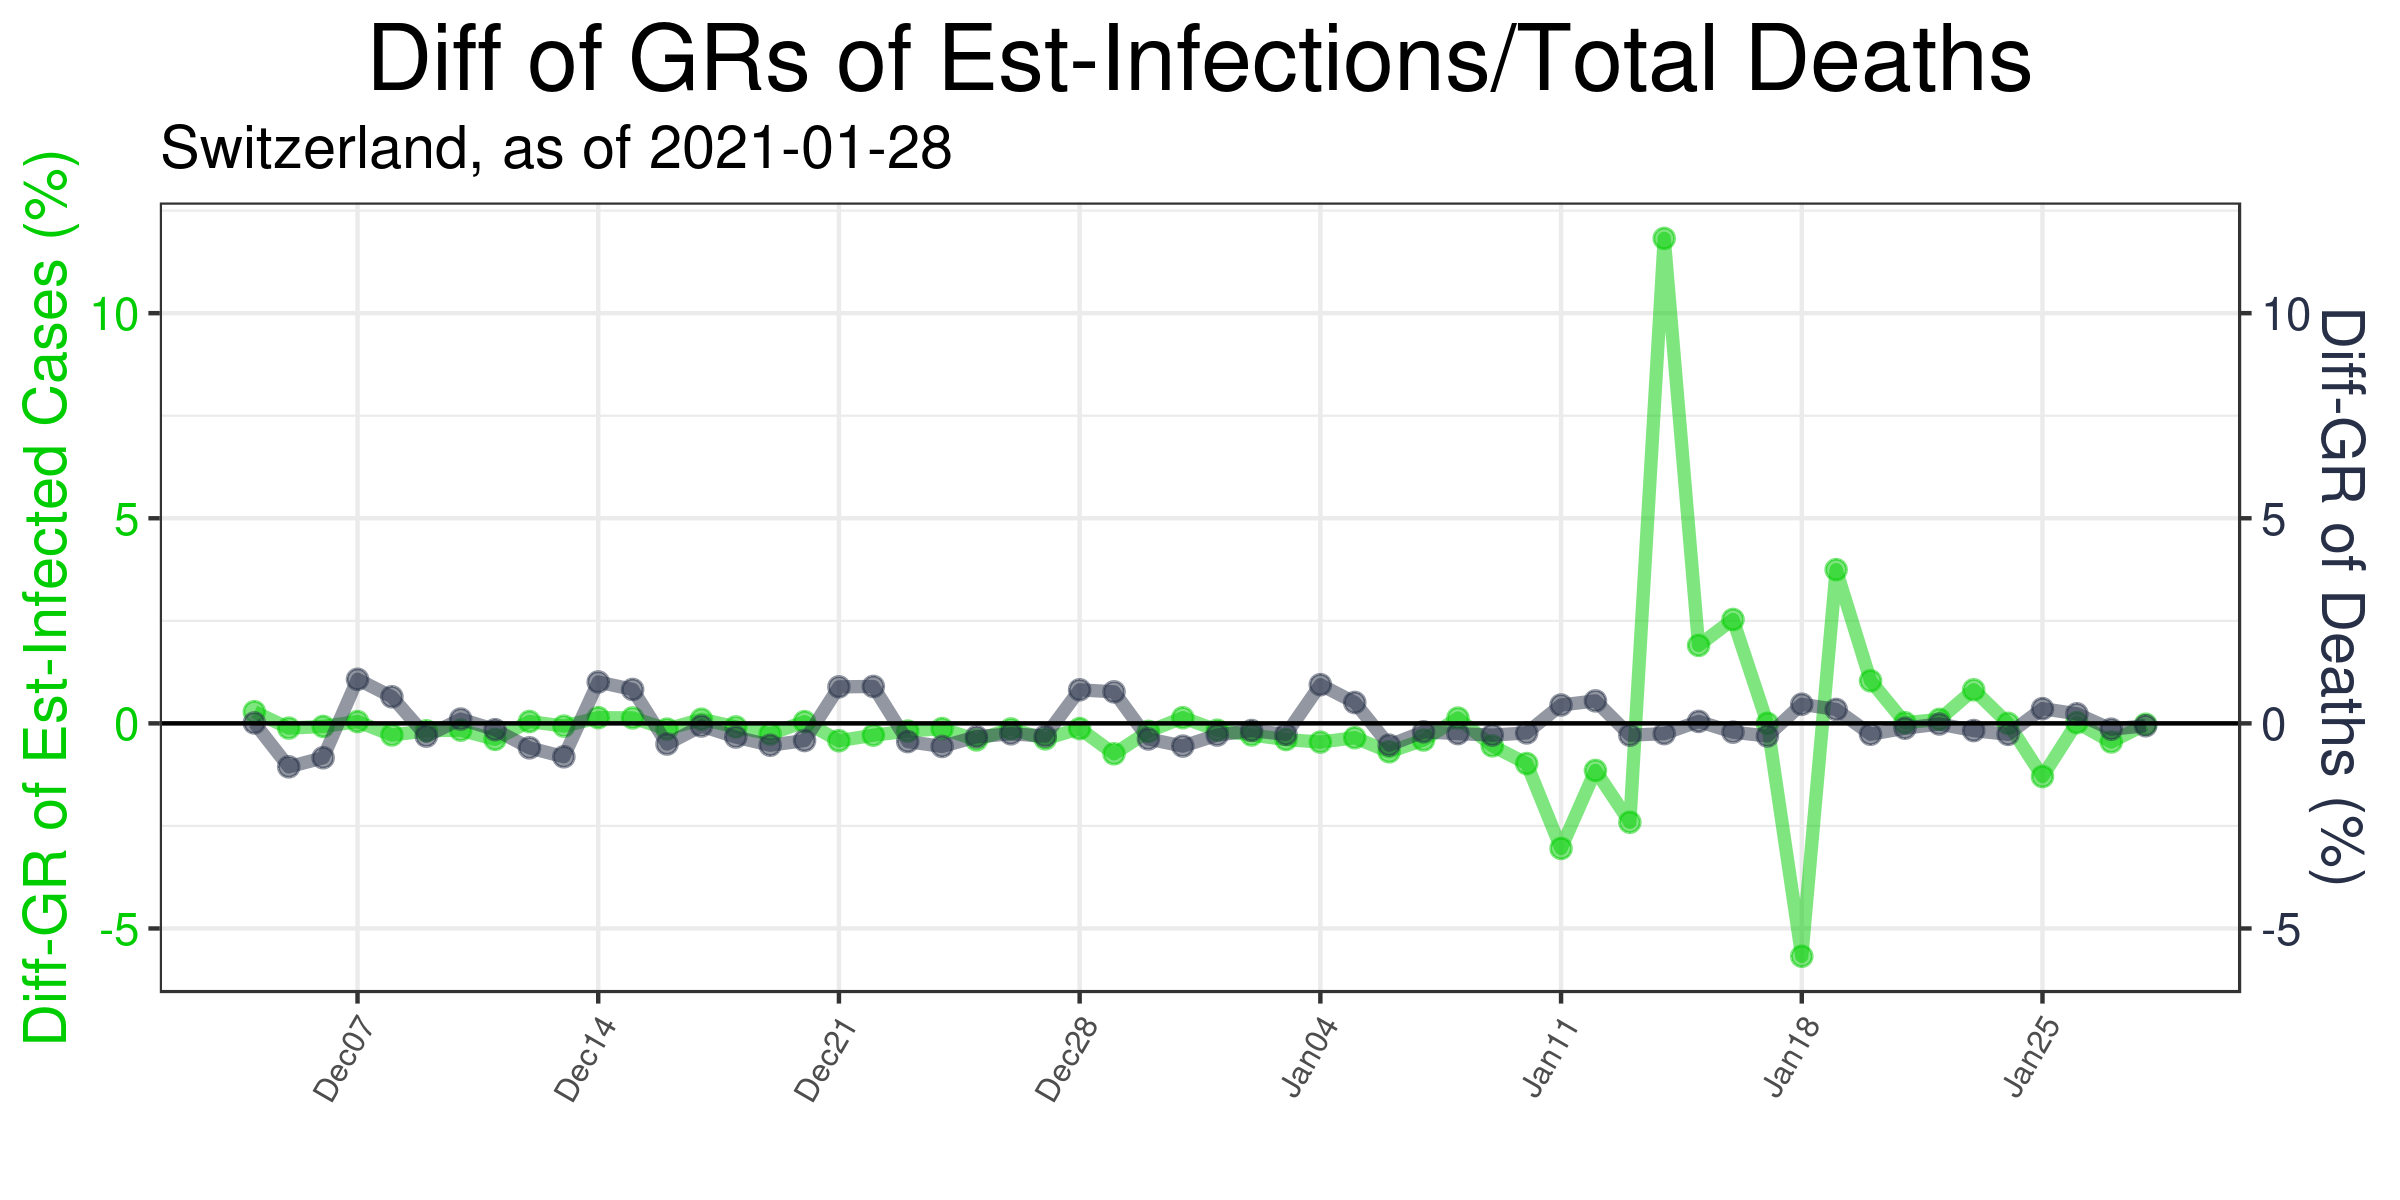 Diff of GRs of Est-Infections/Total Deaths
Switzerland, as of 2021-01-28
Diff-GR of Est-Infected Cases (%)
10
5
0
-5
10
5
0
-5
Diff-GR of Deaths (%)
Dec07
Dec14
Dec21
Dec28
Jan04
Jan11
Jan18
Jan25